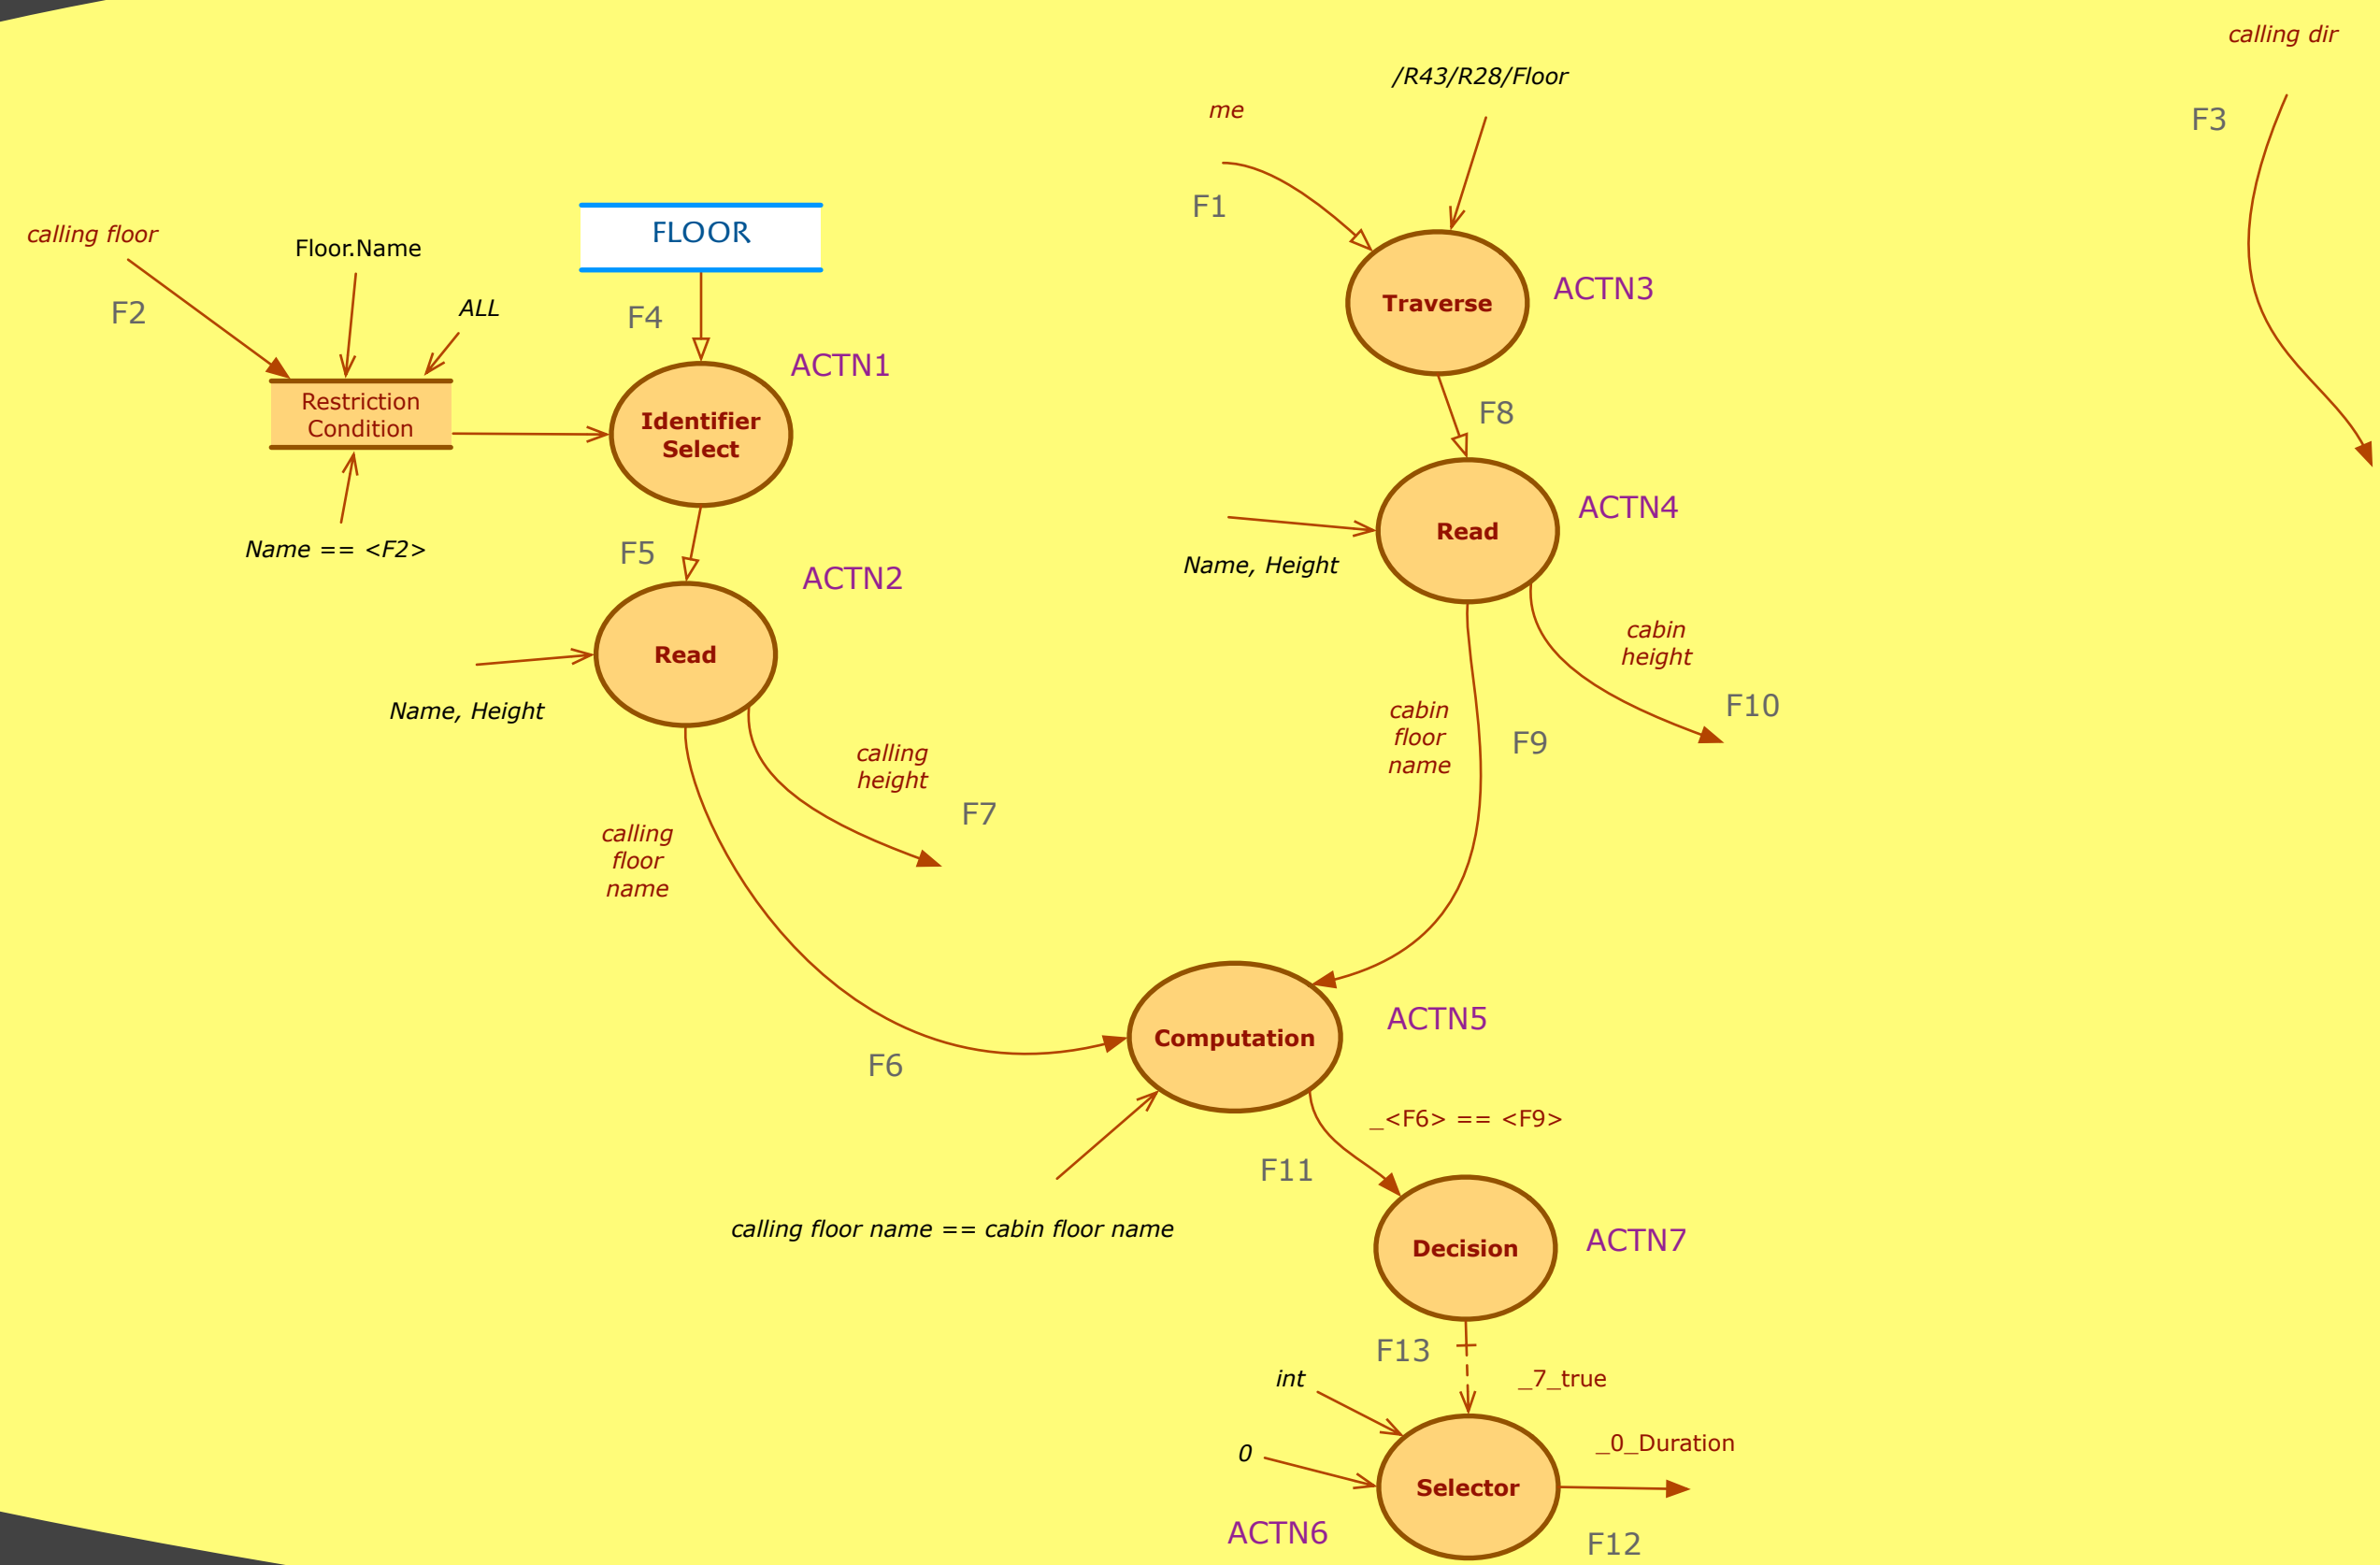 calling dir
/R43/R28/Floor
me
F3
F1
FLOOR
calling floor
Floor.Name
ACTN3
Traverse
ALL
F2
F4
ACTN1
Restriction
Condition
F8
Identifier
Select
ACTN4
Read
Name == <F2>
F5
Name, Height
ACTN2
cabin
height
Read
F10
Name, Height
cabin
floor
name
F9
calling
height
F7
calling
floor
name
ACTN5
Computation
F6
_<F6> == <F9>
F11
calling floor name == cabin floor name
ACTN7
Decision
F13
int
_7_true
_0_Duration
0
Selector
ACTN6
F12